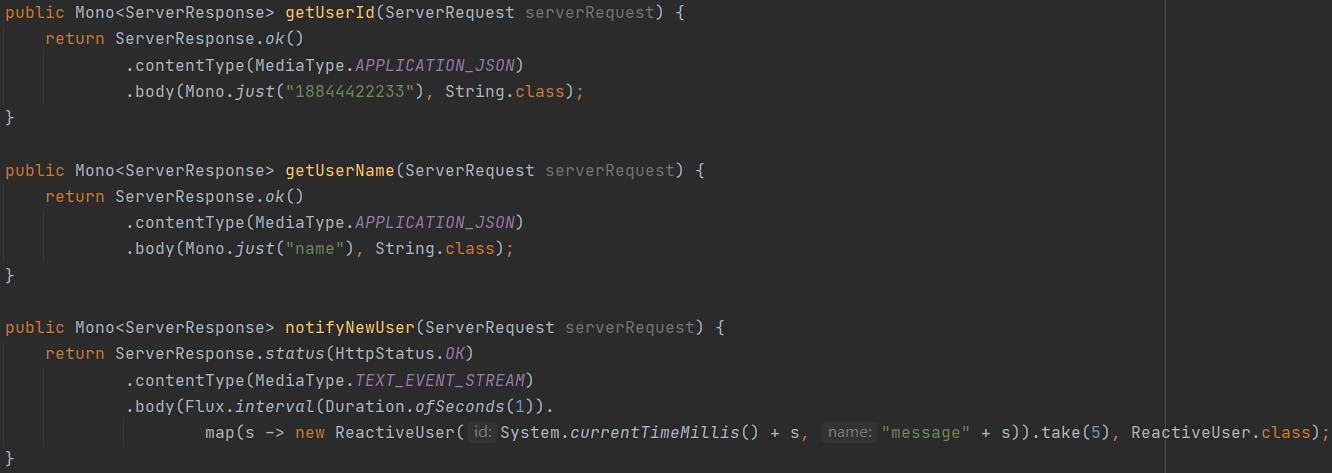 public Mono<ServerResponse> getUserId(ServerRequest serverRequest) {
    return ServerResponse.ok()
            .contentType(MediaType.APPLICATION_JSON)
            .body(Mono.just("18844422233"), String.class);
}

public Mono<ServerResponse> getUserName(ServerRequest serverRequest) {
    return ServerResponse.ok()
            .contentType(MediaType.APPLICATION_JSON)
            .body(Mono.just("name"), String.class);
}

public Mono<ServerResponse> notifyNewUser(ServerRequest serverRequest) {
    return ServerResponse.status(HttpStatus.OK)
            .contentType(MediaType.TEXT_EVENT_STREAM)
            .body(Flux.interval(Duration.ofSeconds(1)).
                    map(s -> new ReactiveUser( id: System.currentTimeMillis() + s, name: "message" + s)).take(5), ReactiveUser.class);
}